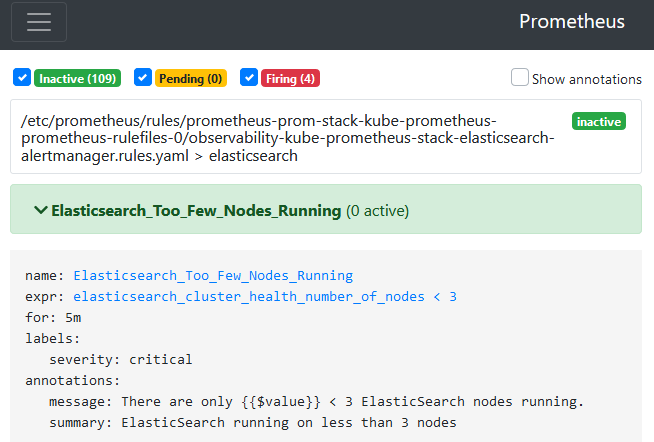 Prometheus
Inactive (109) Pending (0) Firing (4) Show annotations
/etc/prometheus/rules/prometheus-prom-stack-kube-prometheus- inactive
prometheus-rulefiles-0/observability-kube-prometheus-stack-elasticsearch-
alertmanager.rules.yaml > elasticsearch
Elasticsearch_Too_Few_Nodes_Running (0 active)
name: Elasticsearch_Too_Few_Nodes_Running
expr: elasticsearch_cluster_health_number_of_nodes < 3
for: 5m
labels:
   severity: critical
annotations:
   message: There are only {{$value}} < 3 ElasticSearch nodes running.
   summary: ElasticSearch running on less than 3 nodes